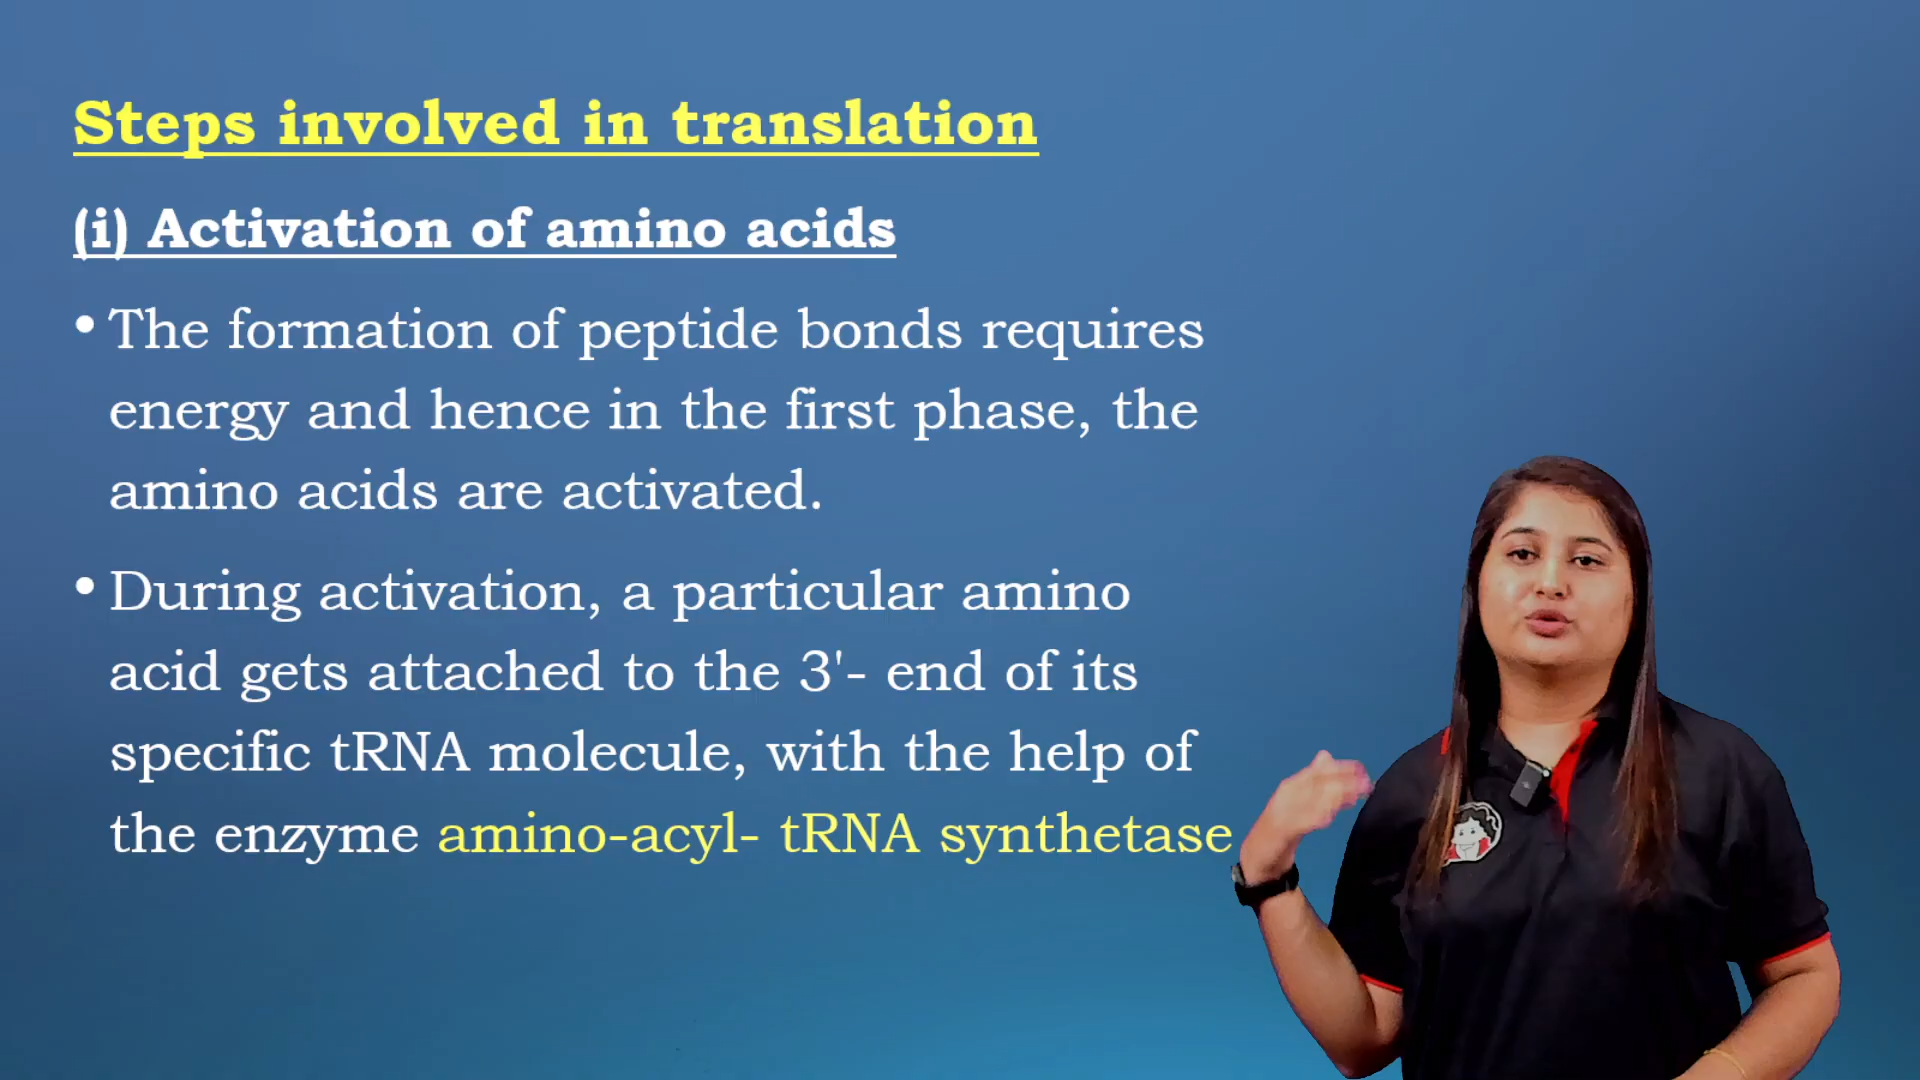 Steps involved in translation
(i) Activation of amino acids
• The formation of peptide bonds requires
energy and hence in the first phase, the
amino acids are activated.
• During activation, a particular amino
acid gets attached to the 3'- end of its
specific tRNA molecule, with the help of
the enzyme amino-acyl- tRNA synthetase